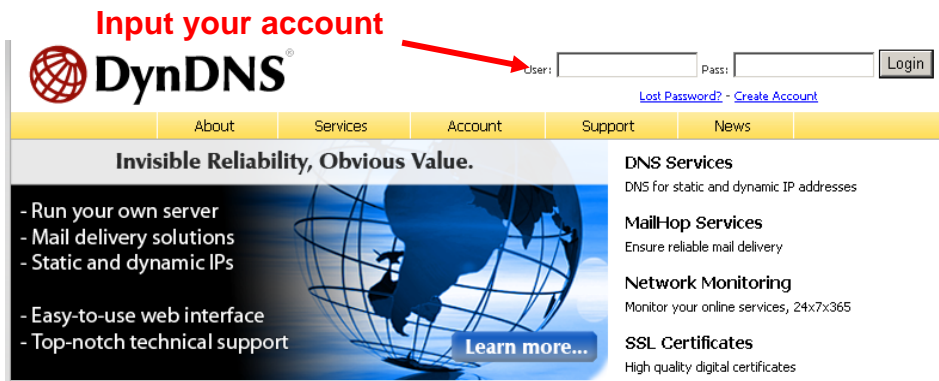 Input your account
DynDNS®
User: Pass: Login
Lost Password? - Create Account
About Services Account Support News
Invisible Reliability, Obvious Value.
- Run your own server
- Mail delivery solutions
- Static and dynamic IPs
- Easy-to-use web interface
- Top-notch technical support
Learn more...
DNS Services
DNS for static and dynamic IP addresses
MailHop Services
Ensure reliable mail delivery
Network Monitoring
Monitor your online services, 24x7x365
SSL Certificates
High quality digital certificates